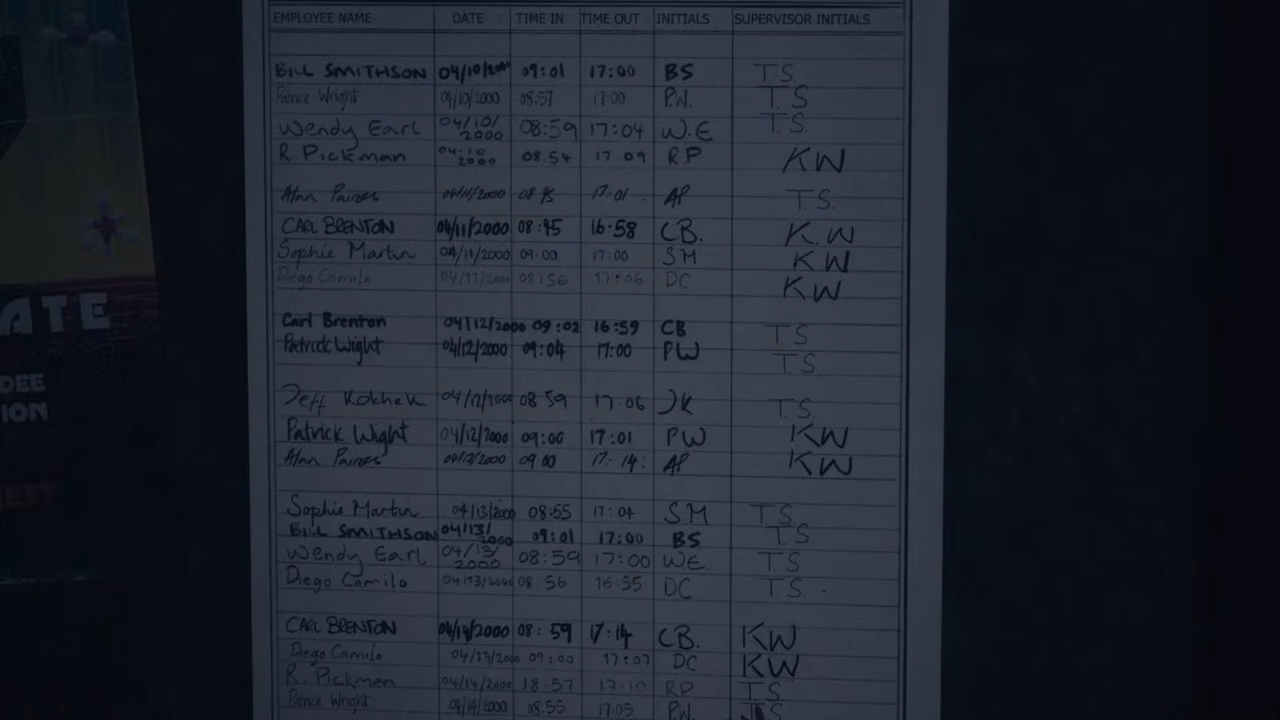 EMPLOYEE NAME DATE TIME IN TIME OUT INITIALS SUPERVISOR INITIALS
BILL SMITHSON 04/10/2000 09:01 17:00 BS T.S
Patrick Wright 04/10/2000 08:57 17:00 P.W. T.S
Wendy Earl 04/10/2000 08:59 17:04 W.E T.S.
R. Pickman 04.10 2000 08 54 17 09 RP KW
Alan Paines 04/11/2000 17.01 AP T.S.
CARL BRENTON 04/11/2000 08:45 16:58 CB. K.W
Sophie Martin 04/11/2000 09:00 17:00 SM KW
Diego Camilo 04/11/2000 08:56 17:06 DC KW
Carl Brenton 04/12/2000 09:02 16:59 CB T.S
Patrick Wight 04/12/2000 09:04 17:00 PW T.S.
Jeff 04/12/2000 08 59 17.06 JK T.S.
Patrick Wight 04/12/2000 09:00 17:01 PW KW
Alan Paines 04/12/2000 09 00 17: 14: AP KW
Sophie Martin 04/13/2000 08:55 17:04 SM T.S
BILL SMITHSON 04/13/2000 09:01 17:00 BS T.S
Wendy Earl 04/13/2000 08:59 17:00 WE. T.S.
Diego Camilo 04/13/2000 08:56 16:55 DC T.S.
CARL BRENTON 04/14/2000 08:59 17:14 CB. KW
Diego Camilo 04/14/2000 09:00 17:07 DC KW
R. Pickman 04/14/2000 18:57 17:10 RP T.S.
Patrick Wright 04/14/2000 08:55 17:05 P.W. T.S
ATE
DEE
ION